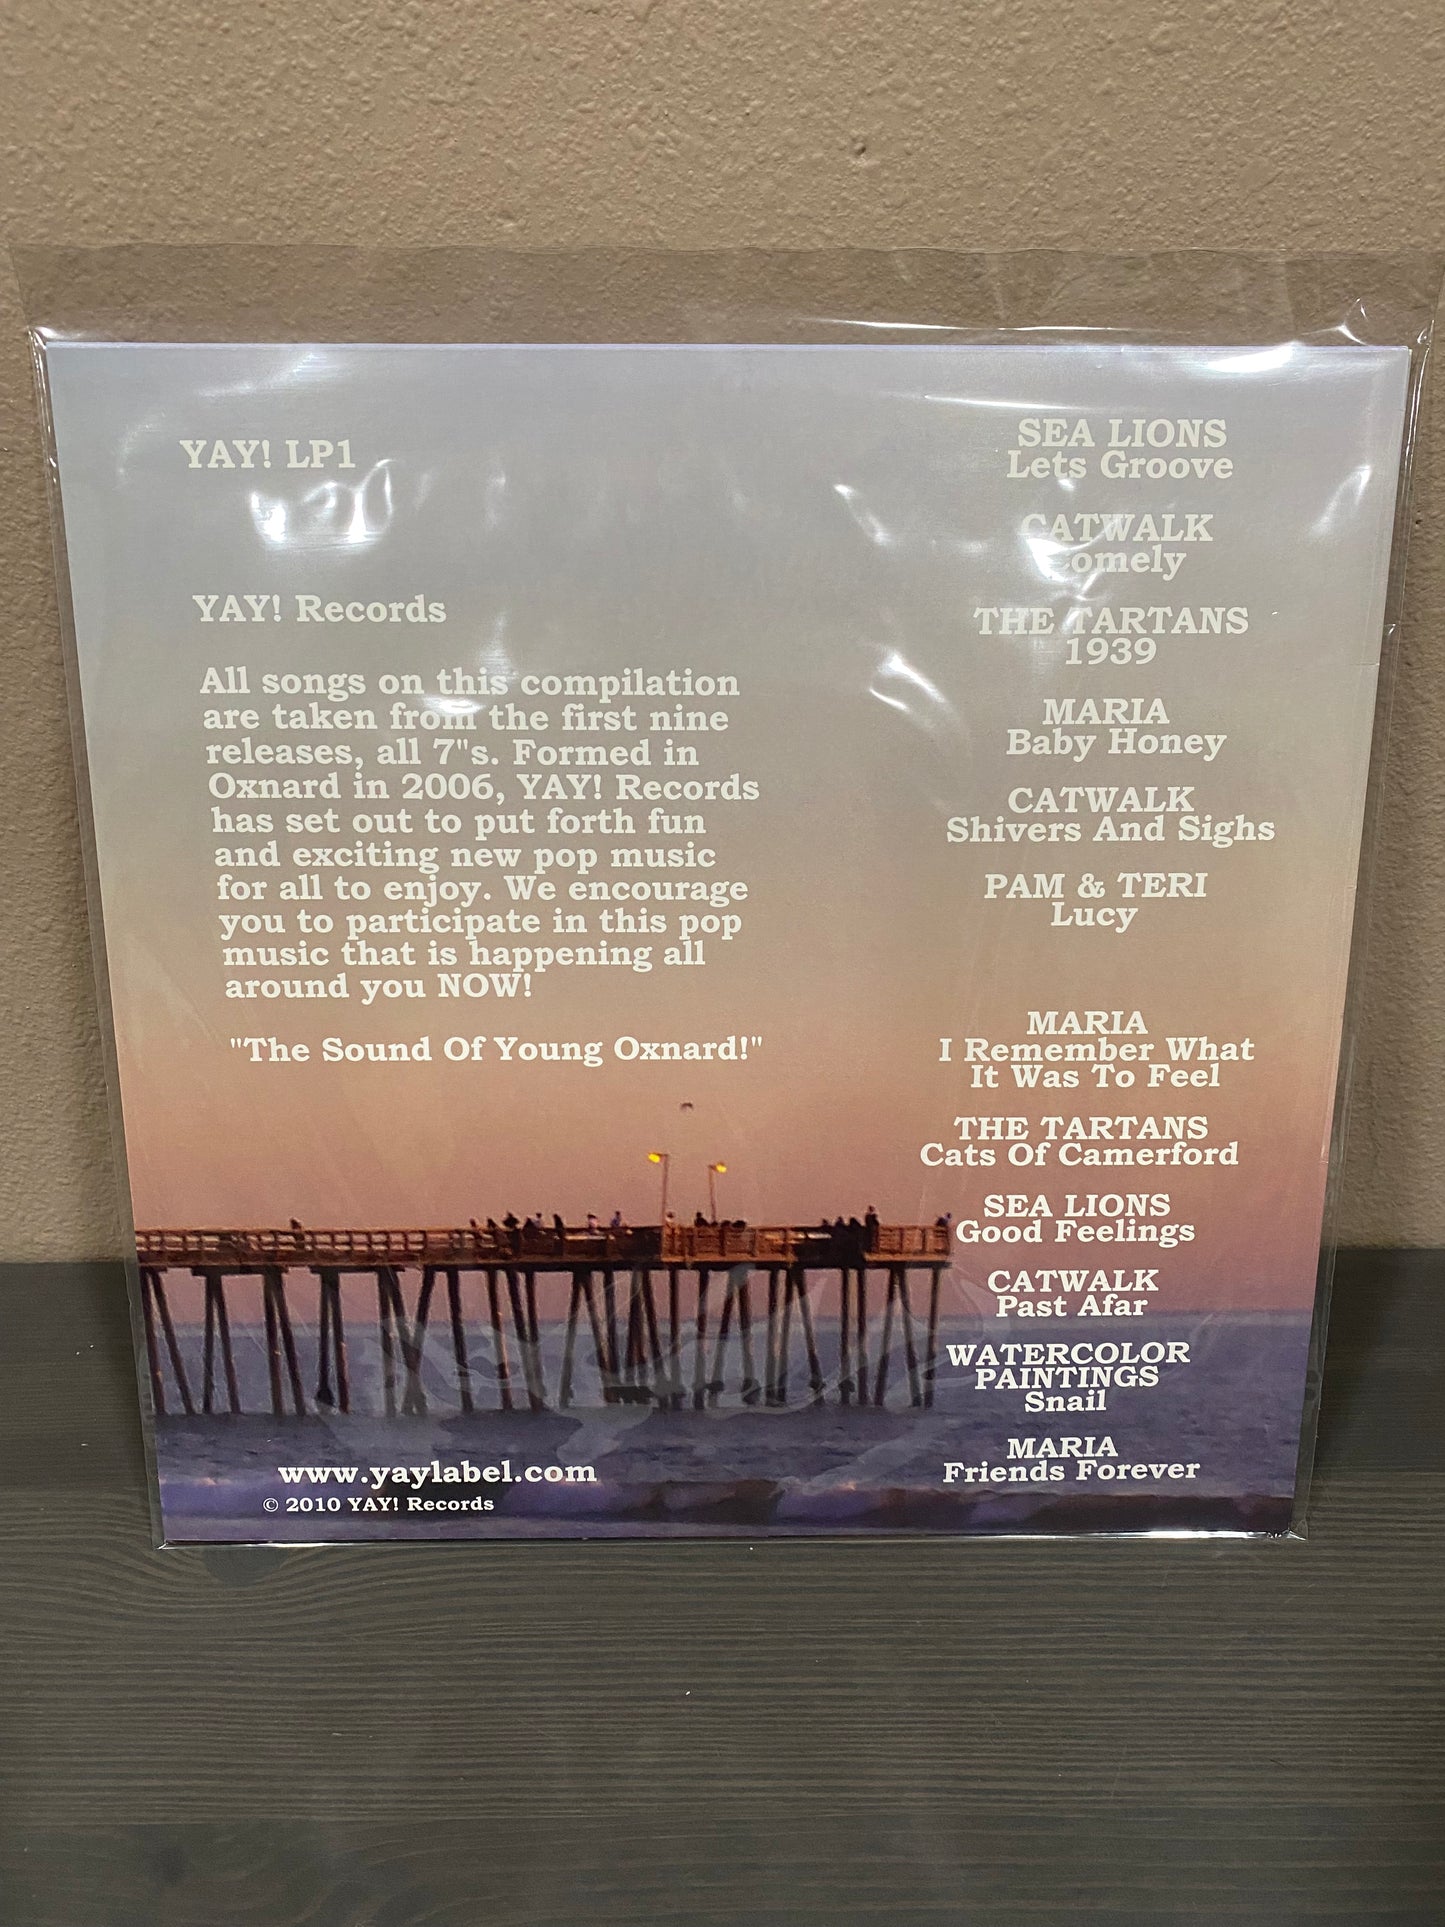 YAY! LP1
YAY! Records
All songs on this compilation
are taken from the first nine
releases, all 7"s. Formed in
Oxnard in 2006, YAY! Records
has set out to put forth fun
and exciting new pop music
for all to enjoy. We encourage
you to participate in this pop
music that is happening all
around you NOW!
"The Sound Of Young Oxnard!"
www.yaylabel.com
© 2010 YAY! Records
SEA LIONS
Lets Groove
CATWALK
Comely
THE TARTANS
1939
MARIA
Baby Honey
CATWALK
Shivers And Sighs
PAM & TERI
Lucy
MARIA
I Remember What
It Was To Feel
THE TARTANS
Cats Of Camerford
SEA LIONS
Good Feelings
CATWALK
Past Afar
WATERCOLOR
PAINTINGS
Snail
MARIA
Friends Forever